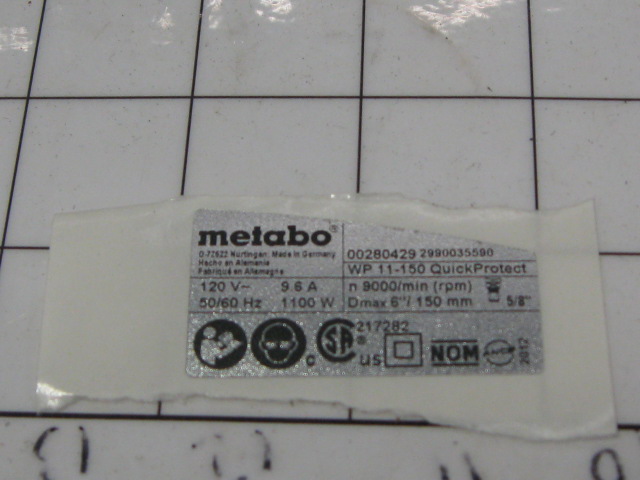 metabo®
D-72622 Nürtingen; Made in Germany
Hecho en Alemania
Fabriqué en Allemagne
00280429 2990035590
WP 11-150 QuickProtect
120 V~ 9.6 A
50/60 Hz 1100 W
n 9000/min (rpm)
Dmax 6"/ 150 mm 5/8"
217282
C SA ® US
NOM
2012